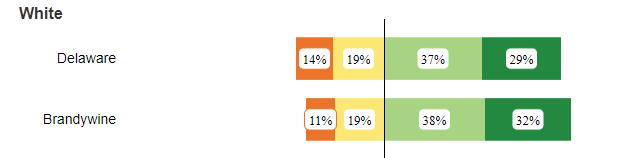 White
Delaware 14% 19% 37% 29%
Brandywine 11% 19% 38% 32%